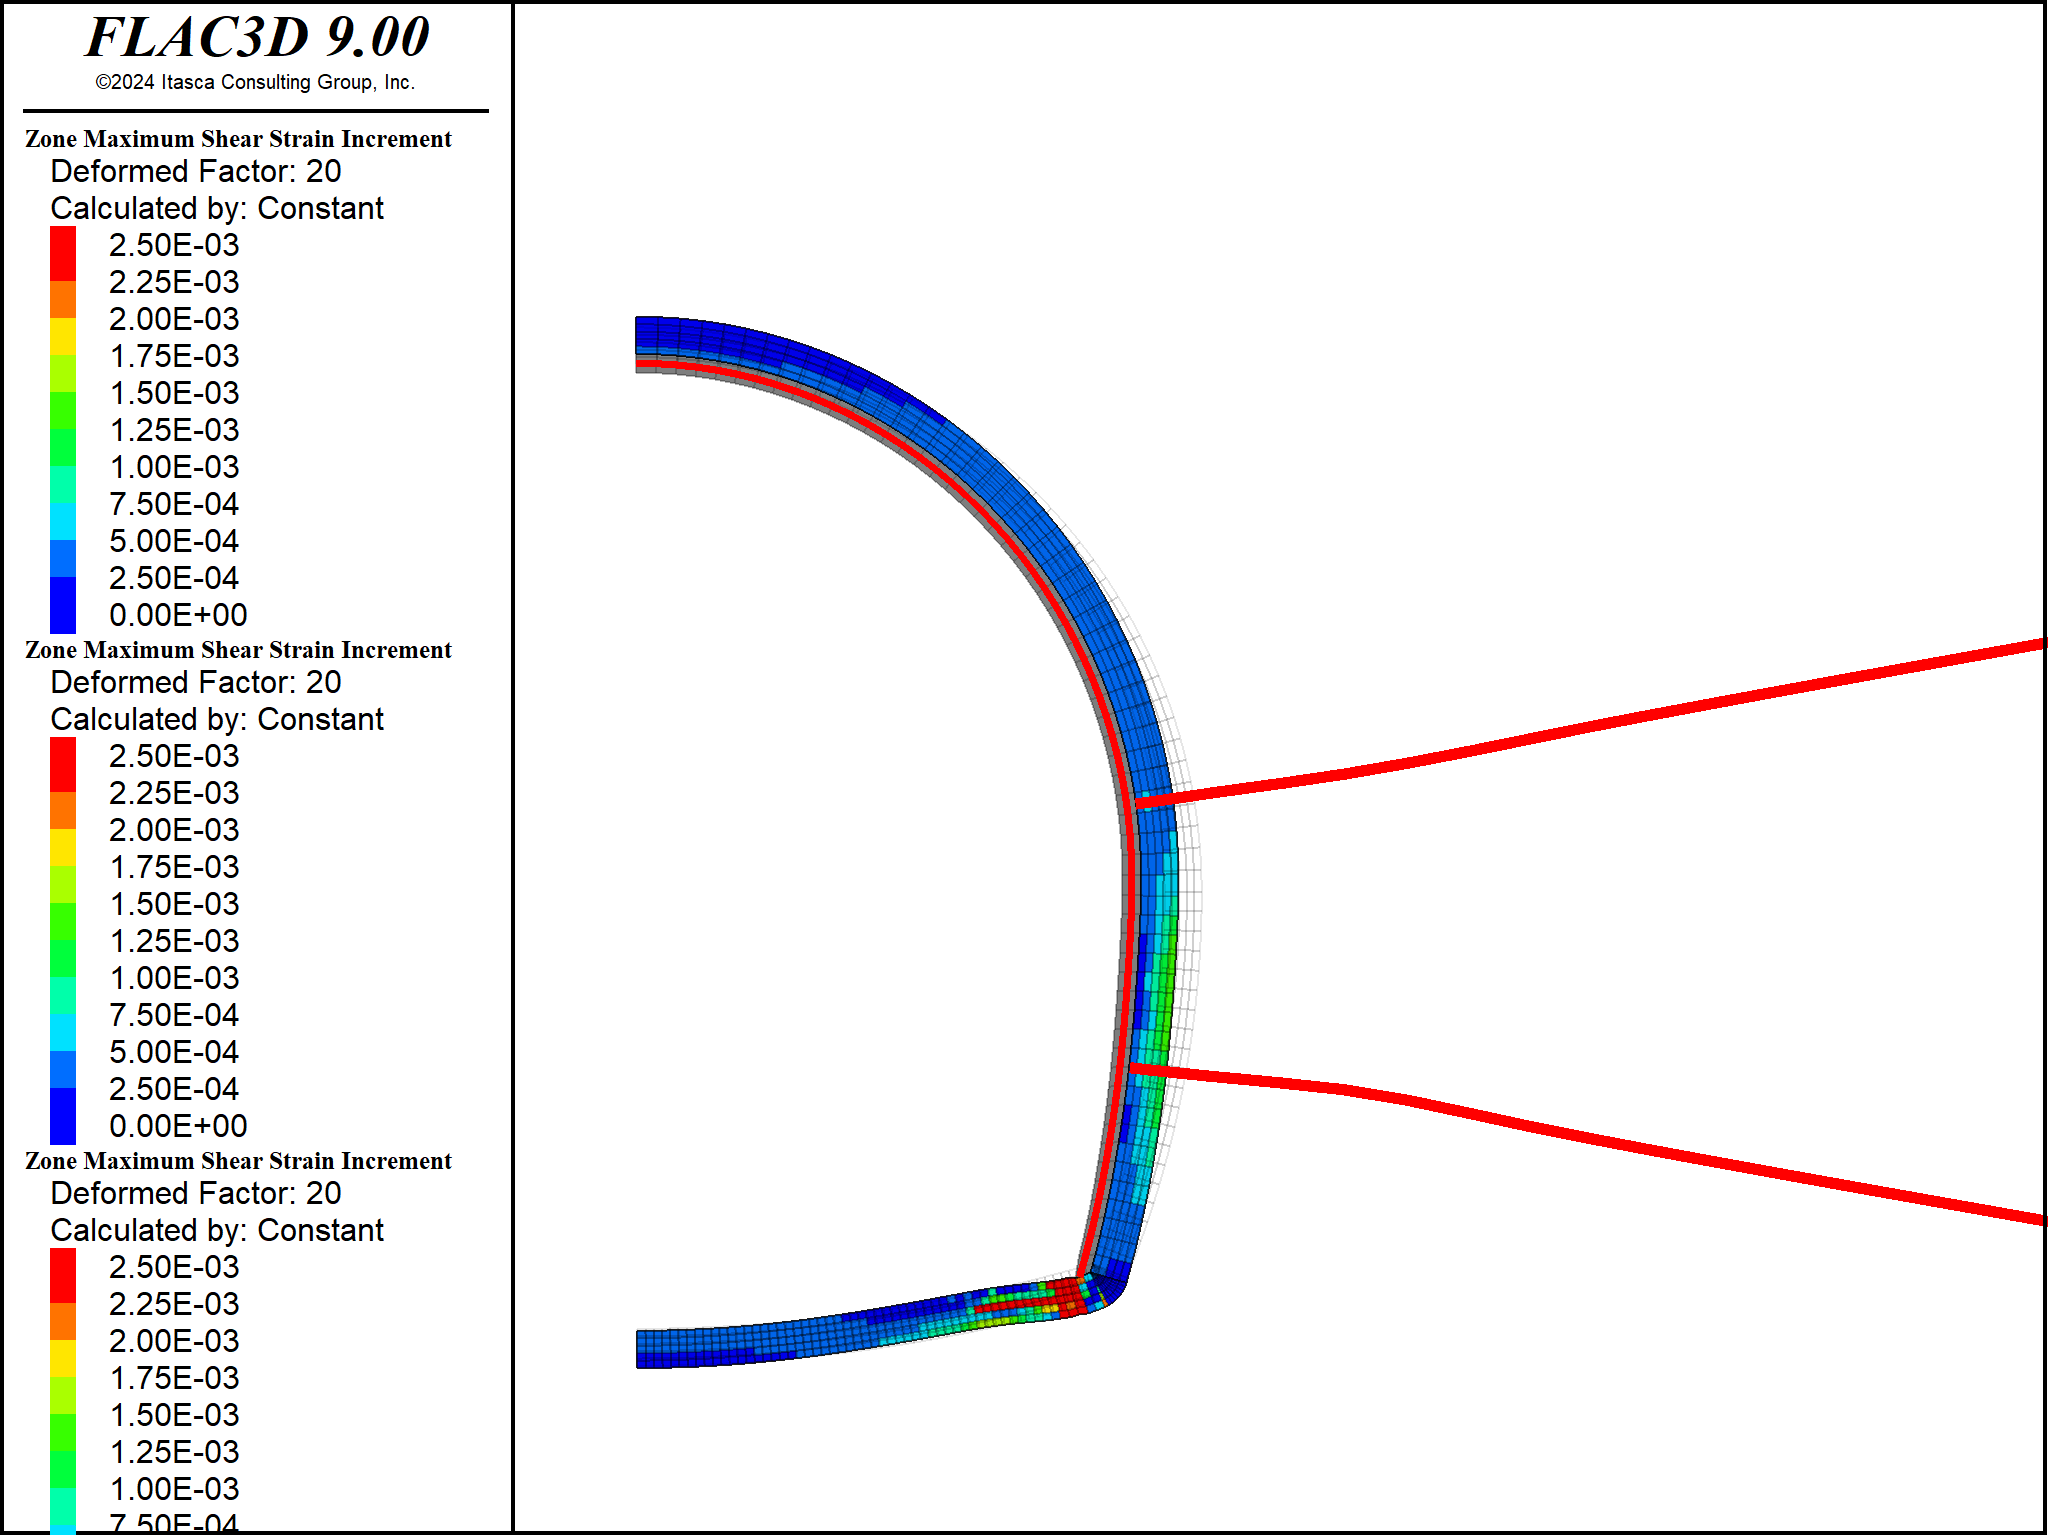 FLAC3D 9.00
©2024 Itasca Consulting Group, Inc.
Zone Maximum Shear Strain Increment
Deformed Factor: 20
Calculated by: Constant
2.50E-03
2.25E-03
2.00E-03
1.75E-03
1.50E-03
1.25E-03
1.00E-03
7.50E-04
5.00E-04
2.50E-04
0.00E+00
Zone Maximum Shear Strain Increment
Deformed Factor: 20
Calculated by: Constant
2.50E-03
2.25E-03
2.00E-03
1.75E-03
1.50E-03
1.25E-03
1.00E-03
7.50E-04
5.00E-04
2.50E-04
0.00E+00
Zone Maximum Shear Strain Increment
Deformed Factor: 20
Calculated by: Constant
2.50E-03
2.25E-03
2.00E-03
1.75E-03
1.50E-03
1.25E-03
1.00E-03
7.50E-04